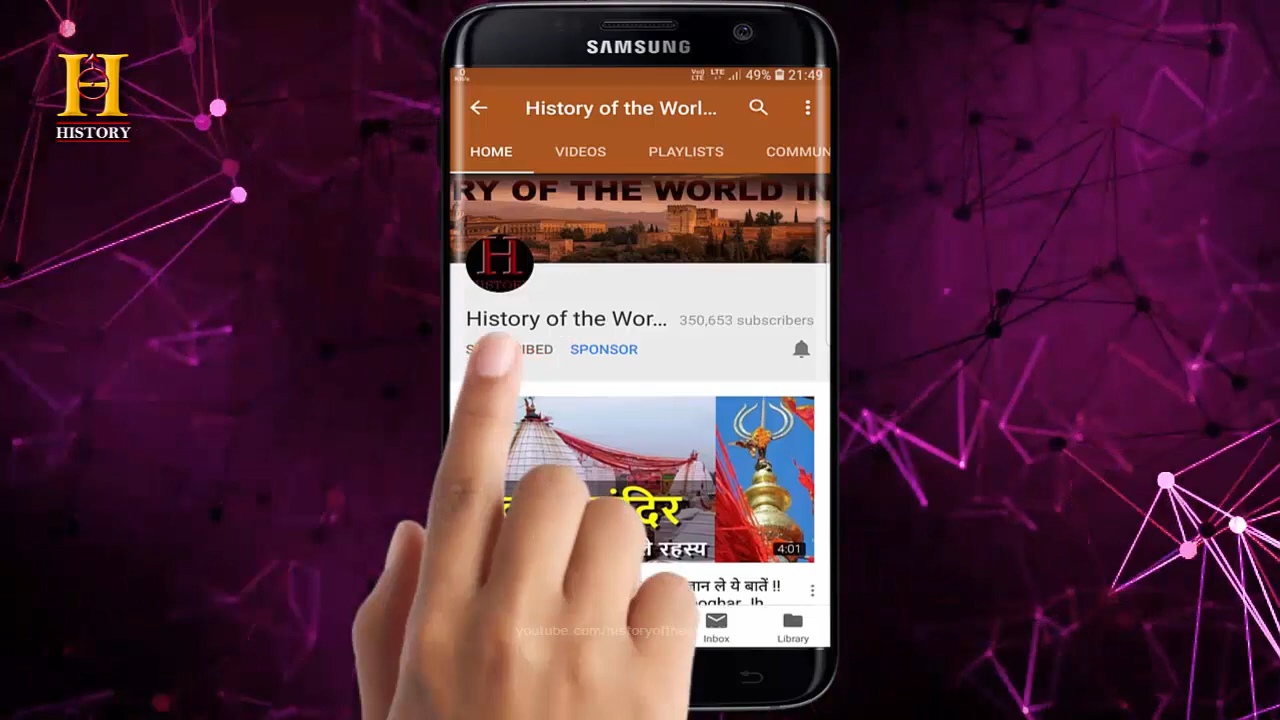 HISTORY
SAMSUNG
49% 21:49
History of the Worl...
HOME VIDEOS PLAYLISTS COMMUN
RY OF THE WORLD IN
H
History of the Wor... 350,653 subscribers
SPONSOR
रहस्य
4:01
जान ले ये बातें !!
Inbox
Library